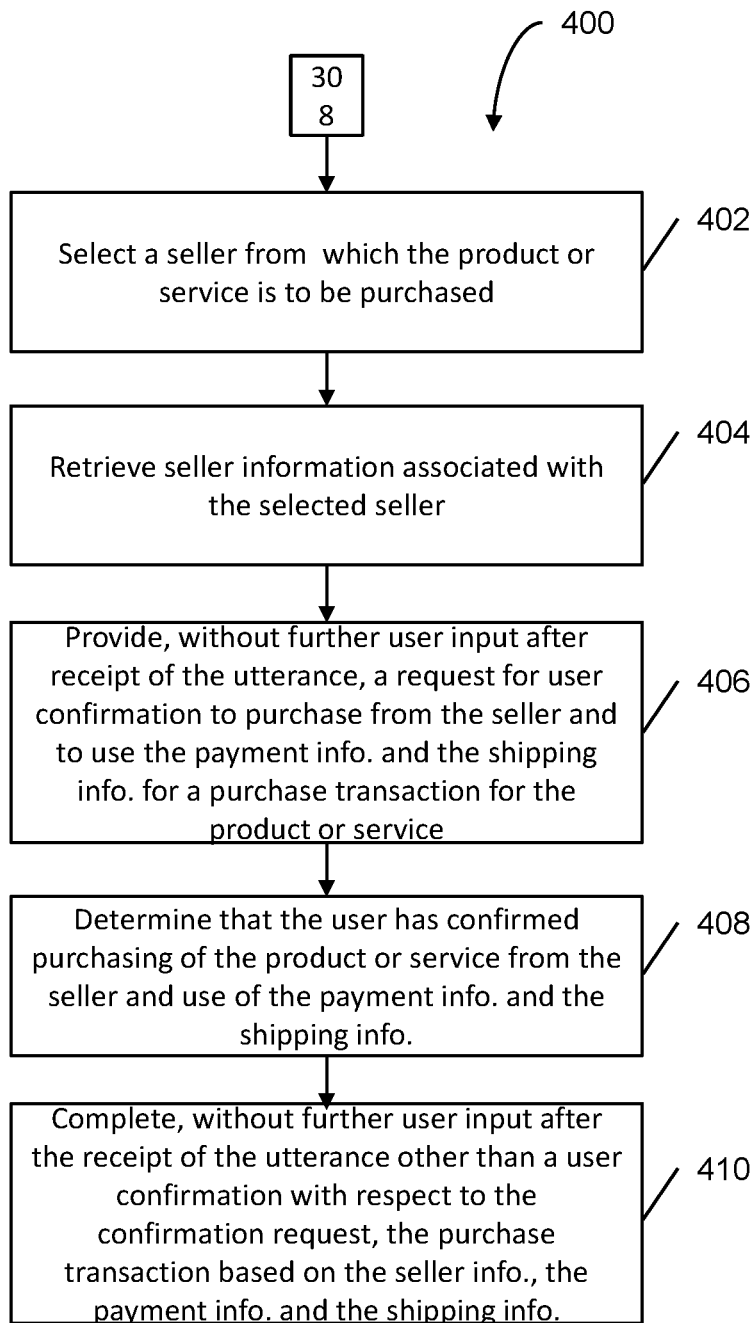 400
30
8
402
Select a seller from which the product or
service is to be purchased
404
Retrieve seller information associated with
the selected seller
Provide, without further user input after
receipt of the utterance, a request for user
confirmation to purchase from the seller and
to use the payment info. and the shipping
info. for a purchase transaction for the
product or service
406
Determine that the user has confirmed
purchasing of the product or service from the
seller and use of the payment info. and the
shipping info.
408
Complete, without further user input after
the receipt of the utterance other than a user
confirmation with respect to the
confirmation request, the purchase
transaction based on the seller info., the
payment info. and the shipping info.
410